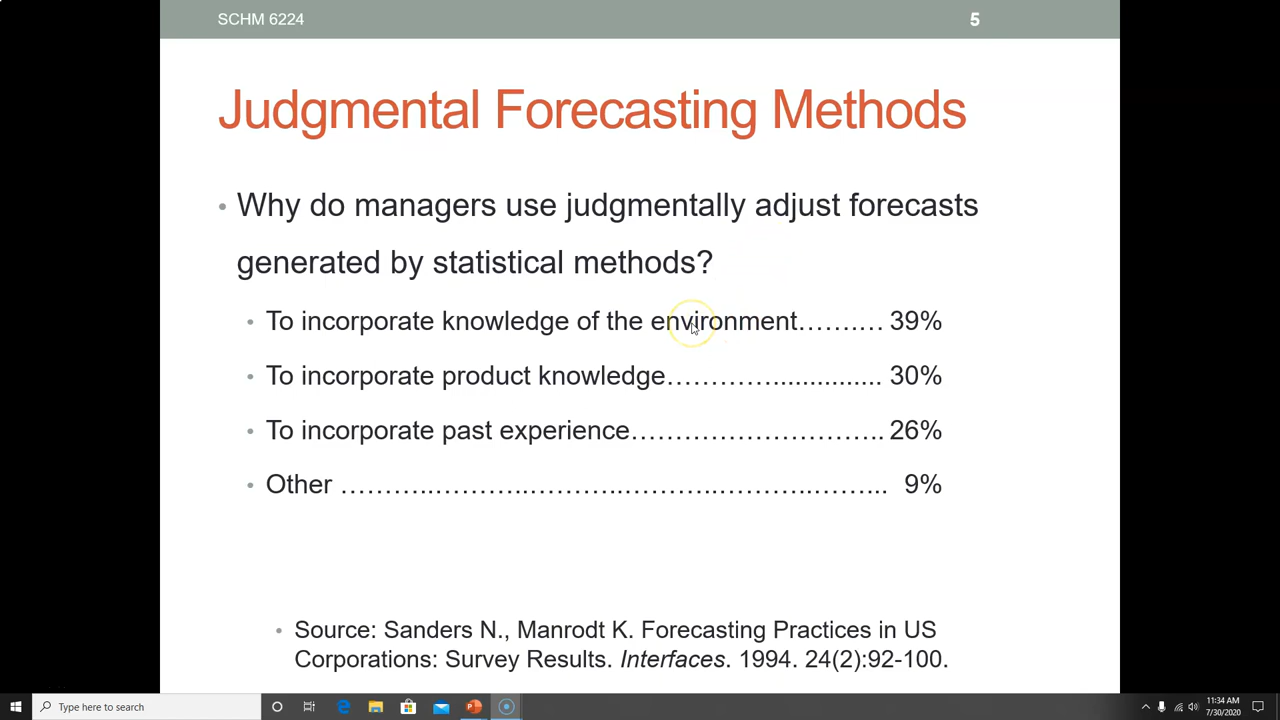 SCHM 6224
5
Judgmental Forecasting Methods
• Why do managers use judgmentally adjust forecasts
generated by statistical methods?
• To incorporate knowledge of the environment…….… 39%
• To incorporate product knowledge…………............... 30%
• To incorporate past experience……………………….. 26%
• Other ………..………..………..………..………..……... 9%
• Source: Sanders N., Manrodt K. Forecasting Practices in US
Corporations: Survey Results. Interfaces. 1994. 24(2):92-100.
Type here to search
11:34 AM
7/30/2020